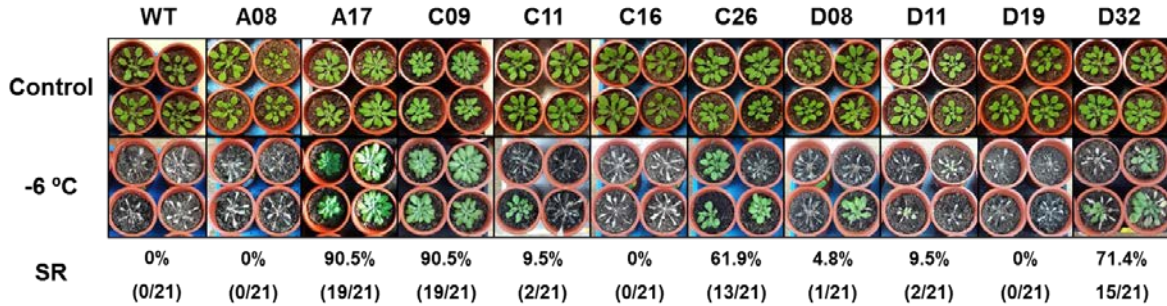 WT A08 A17 C09 C11 C16 C26 D08 D11 D19 D32
Control
-6 ºC
SR 0% 0% 90.5% 90.5% 9.5% 0% 61.9% 4.8% 9.5% 0% 71.4%
(0/21) (0/21) (19/21) (19/21) (2/21) (0/21) (13/21) (1/21) (2/21) (0/21) 15/21)